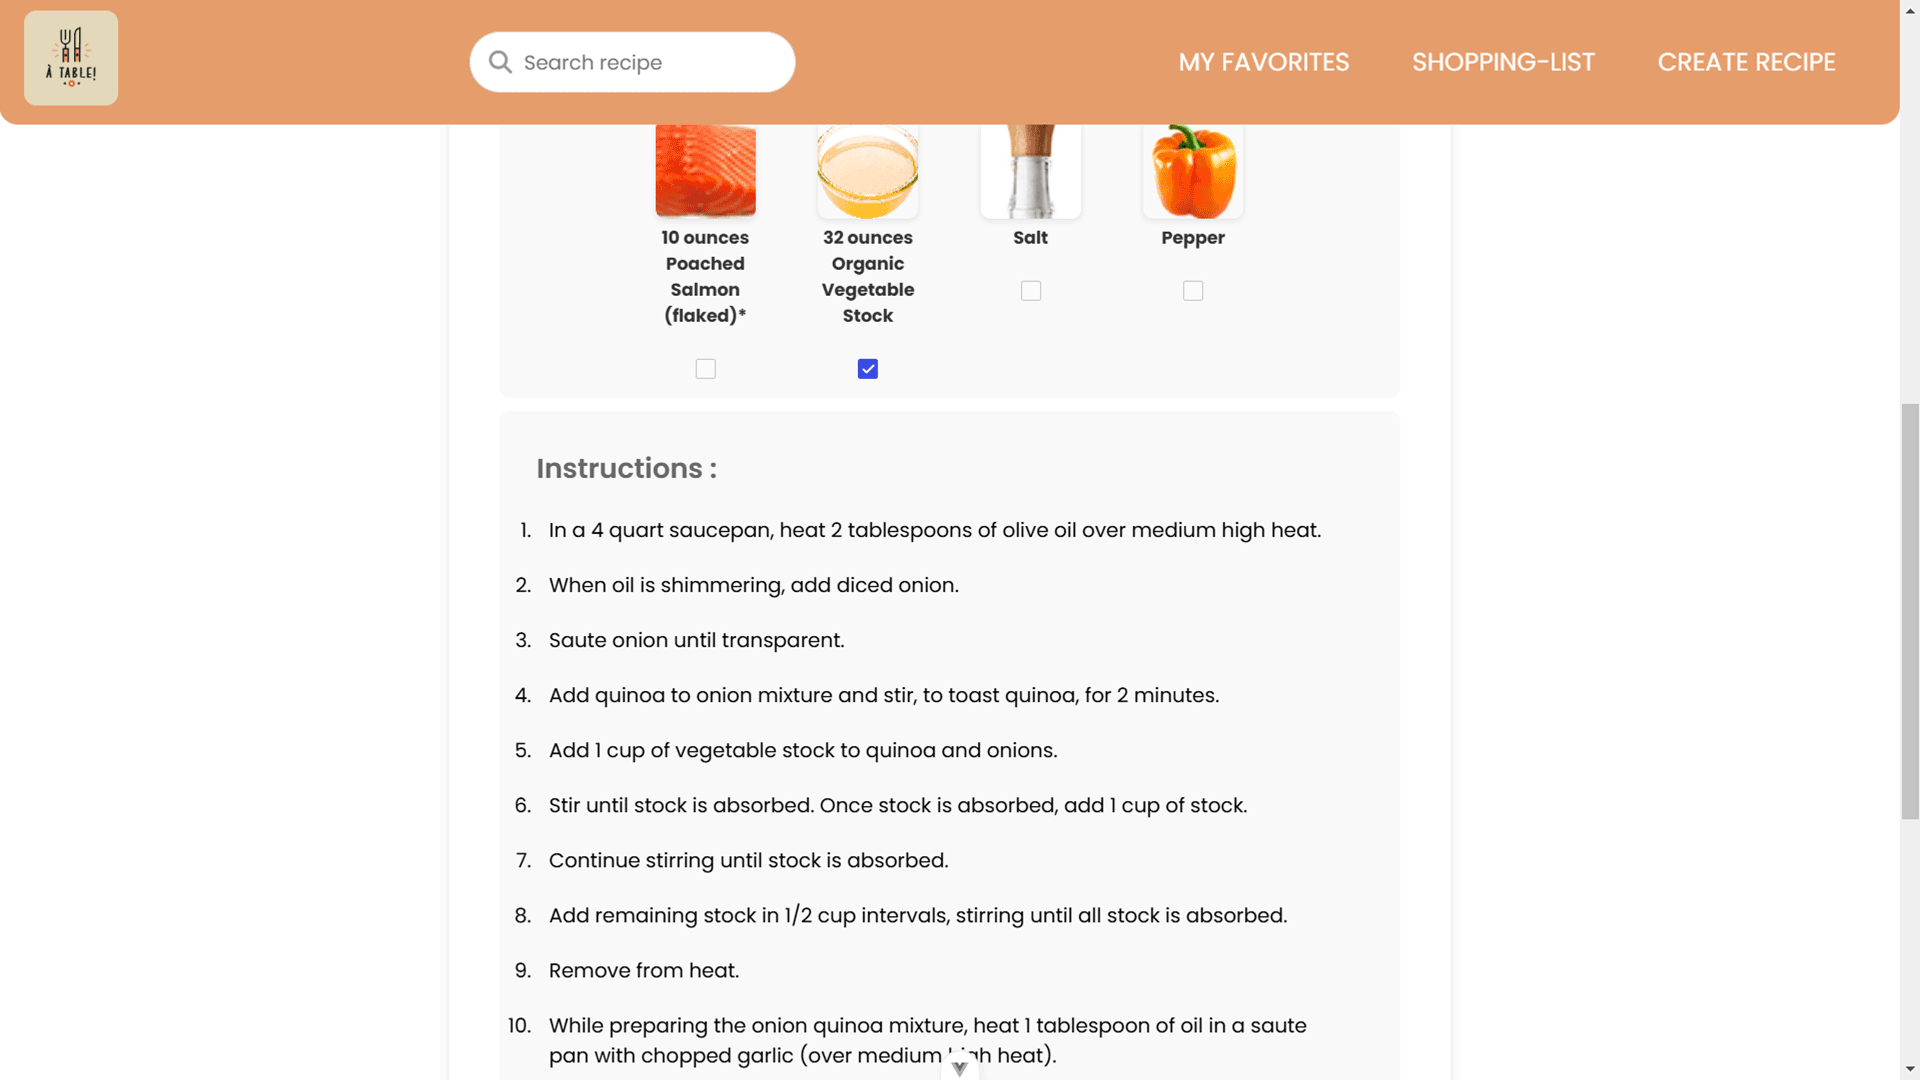 À TABLE!
Search recipe
MY FAVORITES
SHOPPING-LIST
CREATE RECIPE
10 ounces
Poached
Salmon
(flaked)*
32 ounces
Organic
Vegetable
Stock
Salt
Pepper
Instructions :
1. In a 4 quart saucepan, heat 2 tablespoons of olive oil over medium high heat.
2. When oil is shimmering, add diced onion.
3. Saute onion until transparent.
4. Add quinoa to onion mixture and stir, to toast quinoa, for 2 minutes.
5. Add 1 cup of vegetable stock to quinoa and onions.
6. Stir until stock is absorbed. Once stock is absorbed, add 1 cup of stock.
7. Continue stirring until stock is absorbed.
8. Add remaining stock in 1/2 cup intervals, stirring until all stock is absorbed.
9. Remove from heat.
10. While preparing the onion quinoa mixture, heat 1 tablespoon of oil in a saute
pan with chopped garlic (over medium high heat).